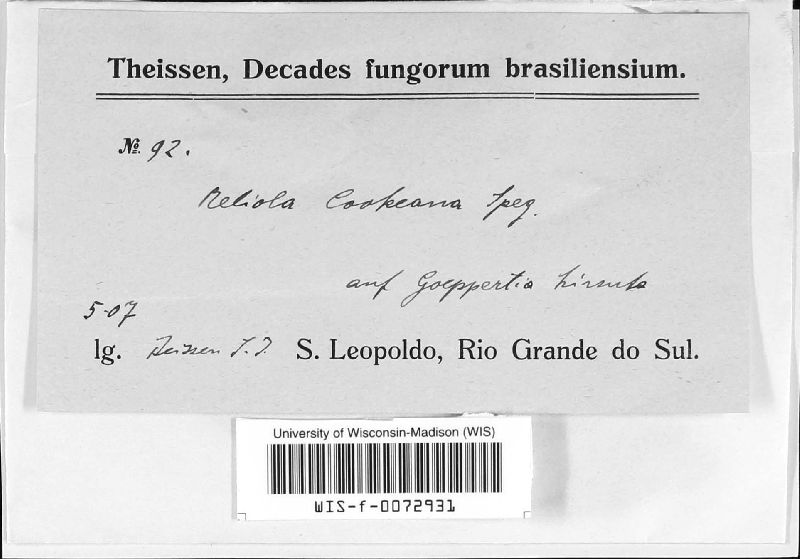 Theissen, Decades fungorum brasiliensium.
№ 92.
Meliola Cookeana Speg.
auf Goeppertia hirsuta
5-07
lg. Theissen S. J. S. Leopoldo, Rio Grande do Sul.
University of Wisconsin-Madison (WIS)
WIS-f-0072931